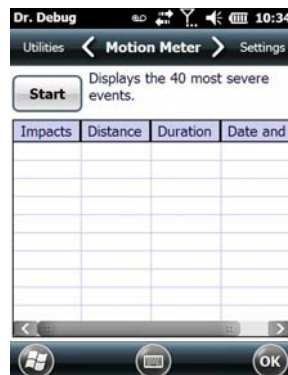 Dr. Debug 10:34
Utilities Motion Meter Settings
Start
Displays the 40 most severe
events.
Impacts Distance Duration Date and
OK